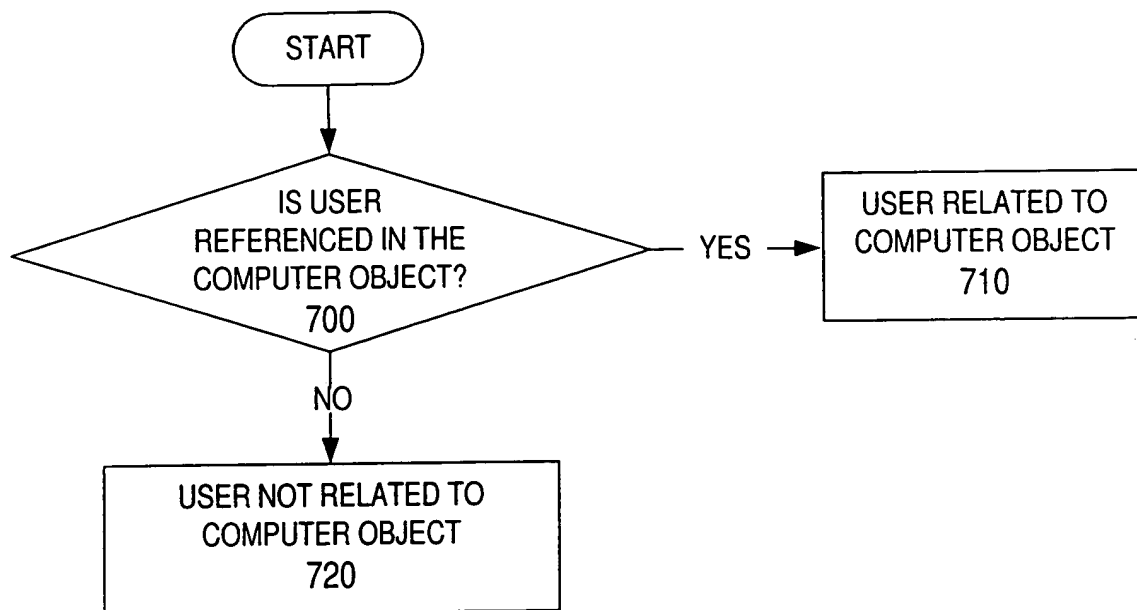 START
IS USER
REFERENCED IN THE
COMPUTER OBJECT?
700
YES
USER RELATED TO
COMPUTER OBJECT
710
NO
USER NOT RELATED TO
COMPUTER OBJECT
720